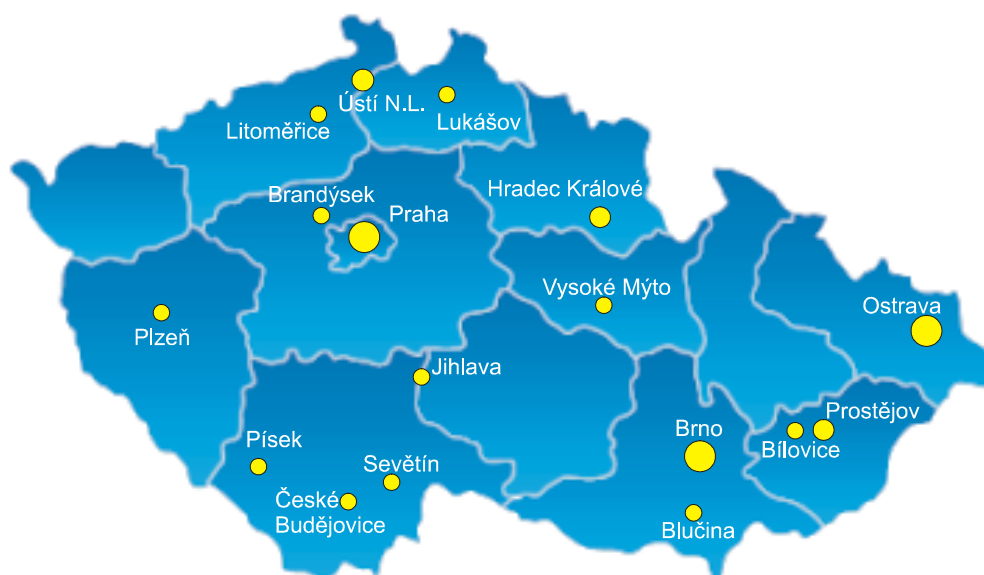 Ústí N.L.
Lukášov
Litoměřice
Brandýsek
Praha
Hradec Králové
Vysoké Mýto
Ostrava
Plzeň
Jihlava
Prostějov
Bílovice
Brno
Písek
Sevětín
České
Budějovice
Blučina